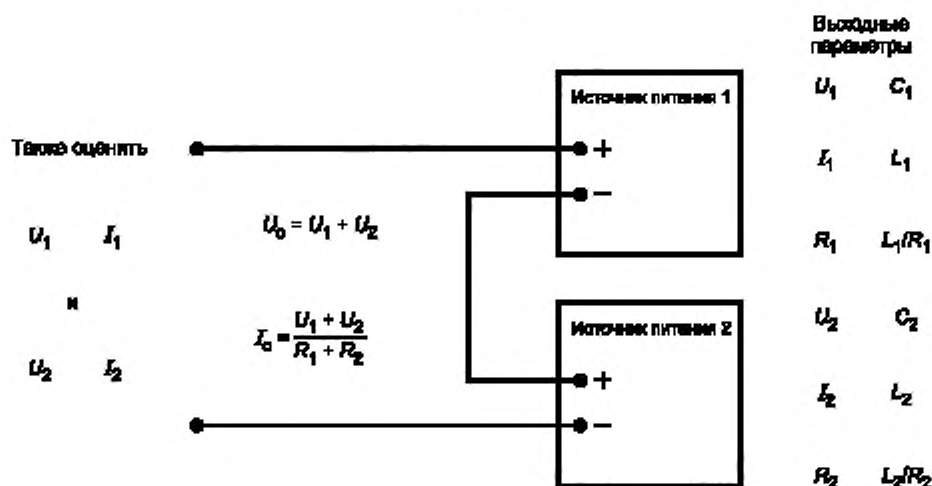 Выходные
параметры
Источник питания 1
U₁ C₁
Также оценить
+
I₁ L₁
−
U₁ I₁
U₀ = U₁ + U₂
R₁ L₁/R₁
и
Источник питания 2
U₂ C₂
I₀ = (U₁ + U₂) / (R₁ + R₂)
U₂ I₂
+
I₂ L₂
−
R₂ L₂/R₂